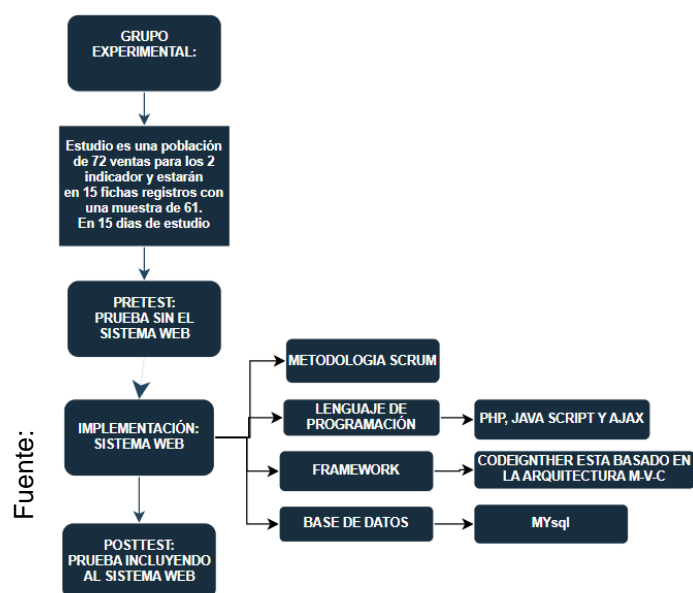 GRUPO
EXPERIMENTAL:
Estudio es una población
de 72 ventas para los 2
indicador y estarán
en 15 fichas registros con
una muestra de 61.
En 15 dias de estudio
PRETEST:
PRUEBA SIN EL
SISTEMA WEB
IMPLEMENTACIÓN:
SISTEMA WEB
POSTTEST:
PRUEBA INCLUYENDO
AL SISTEMA WEB
METODOLOGIA SCRUM
LENGUAJE DE
PROGRAMACIÓN
PHP, JAVA SCRIPT Y AJAX
FRAMEWORK
CODEIGNTHER ESTA BASADO EN
LA ARQUITECTURA M-V-C
BASE DE DATOS
MYsql
Fuente: